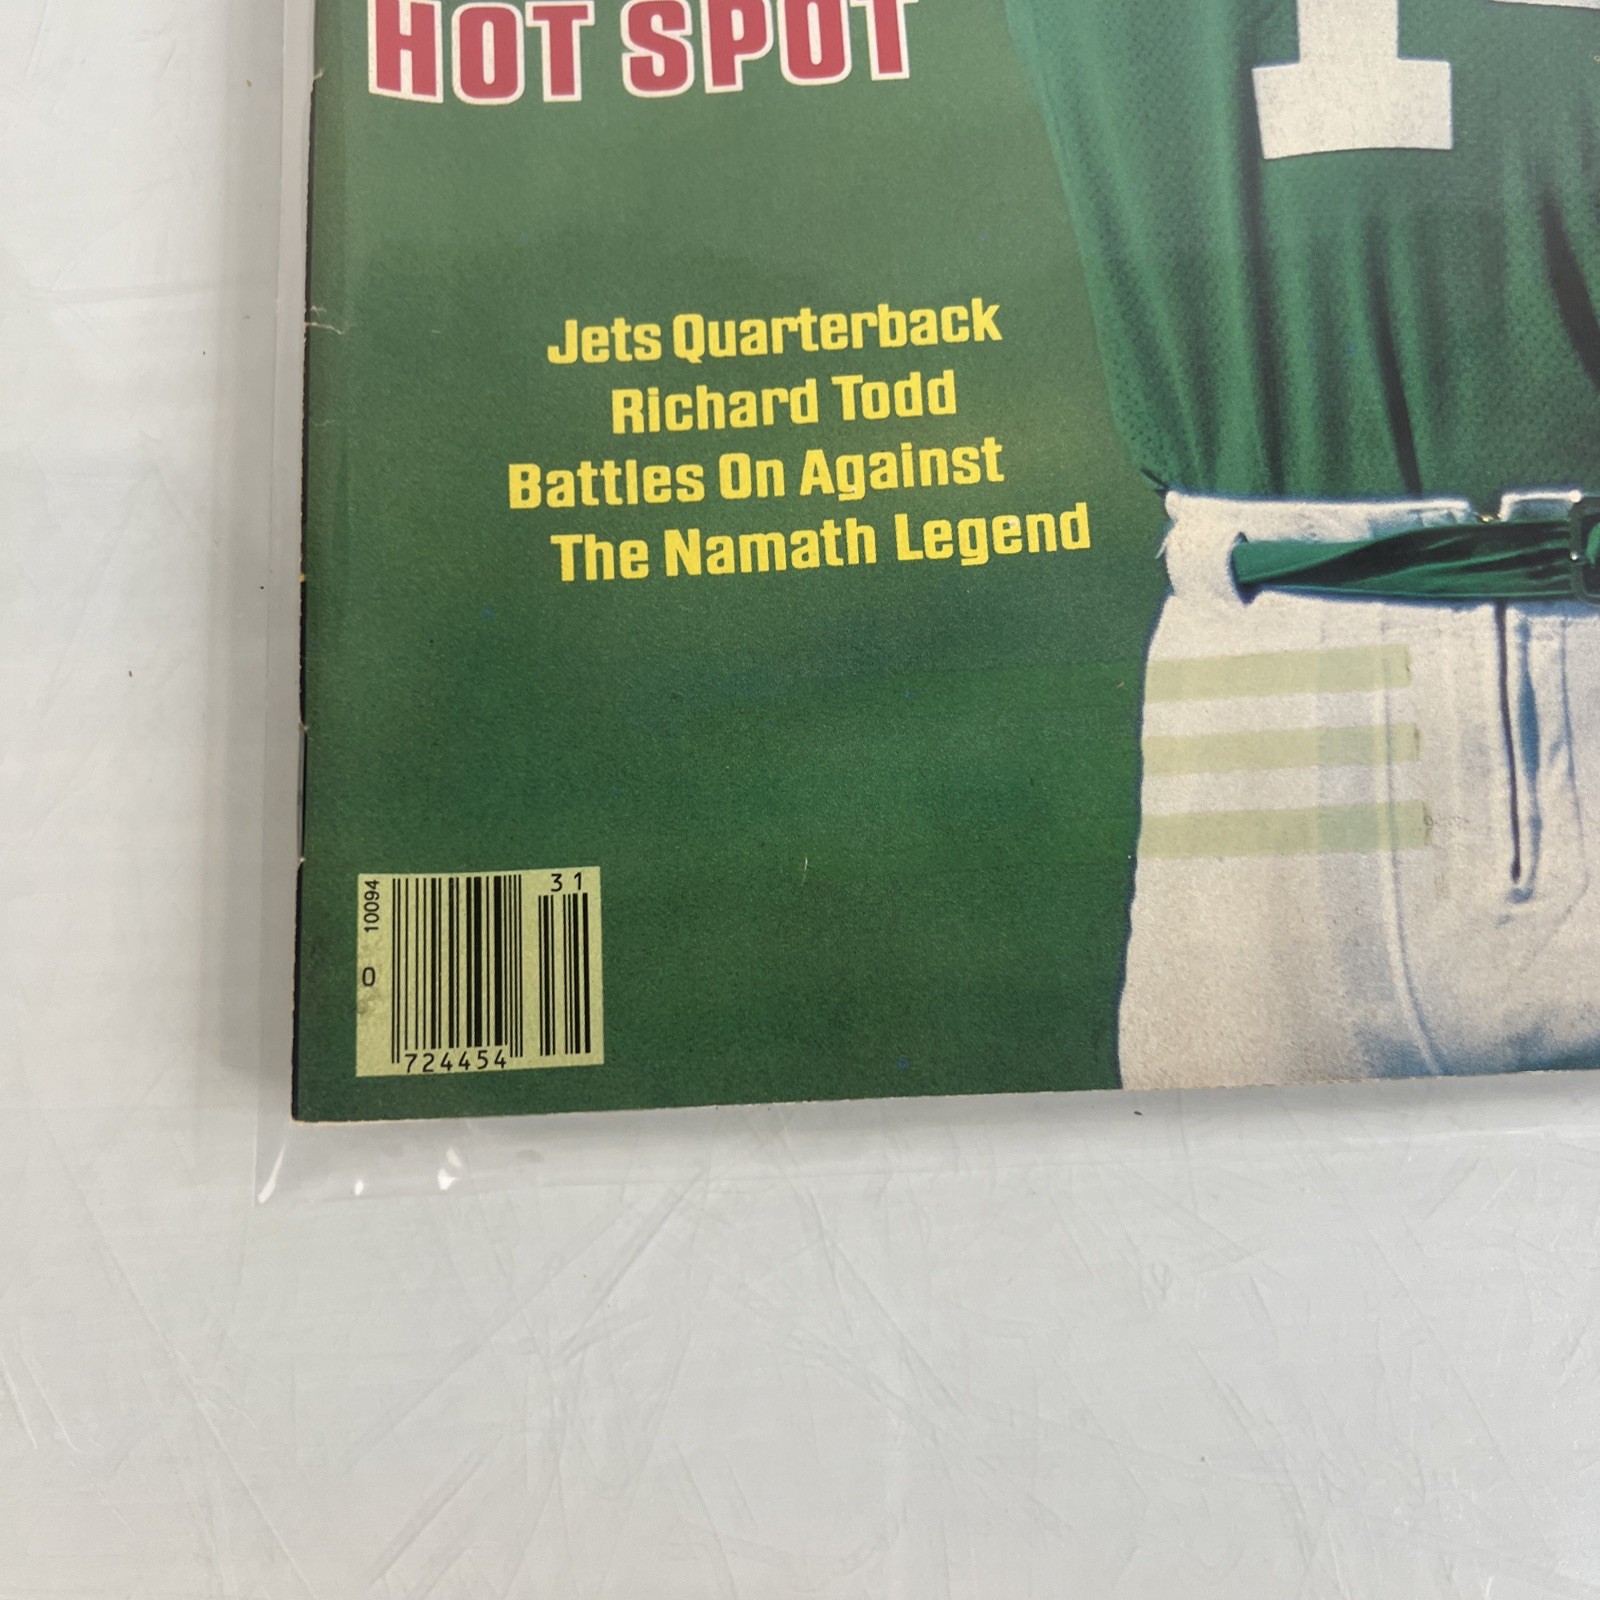 HOT SPOT
Jets Quarterback
Richard Todd
Battles On Against
The Namath Legend
31
0 10094
724454